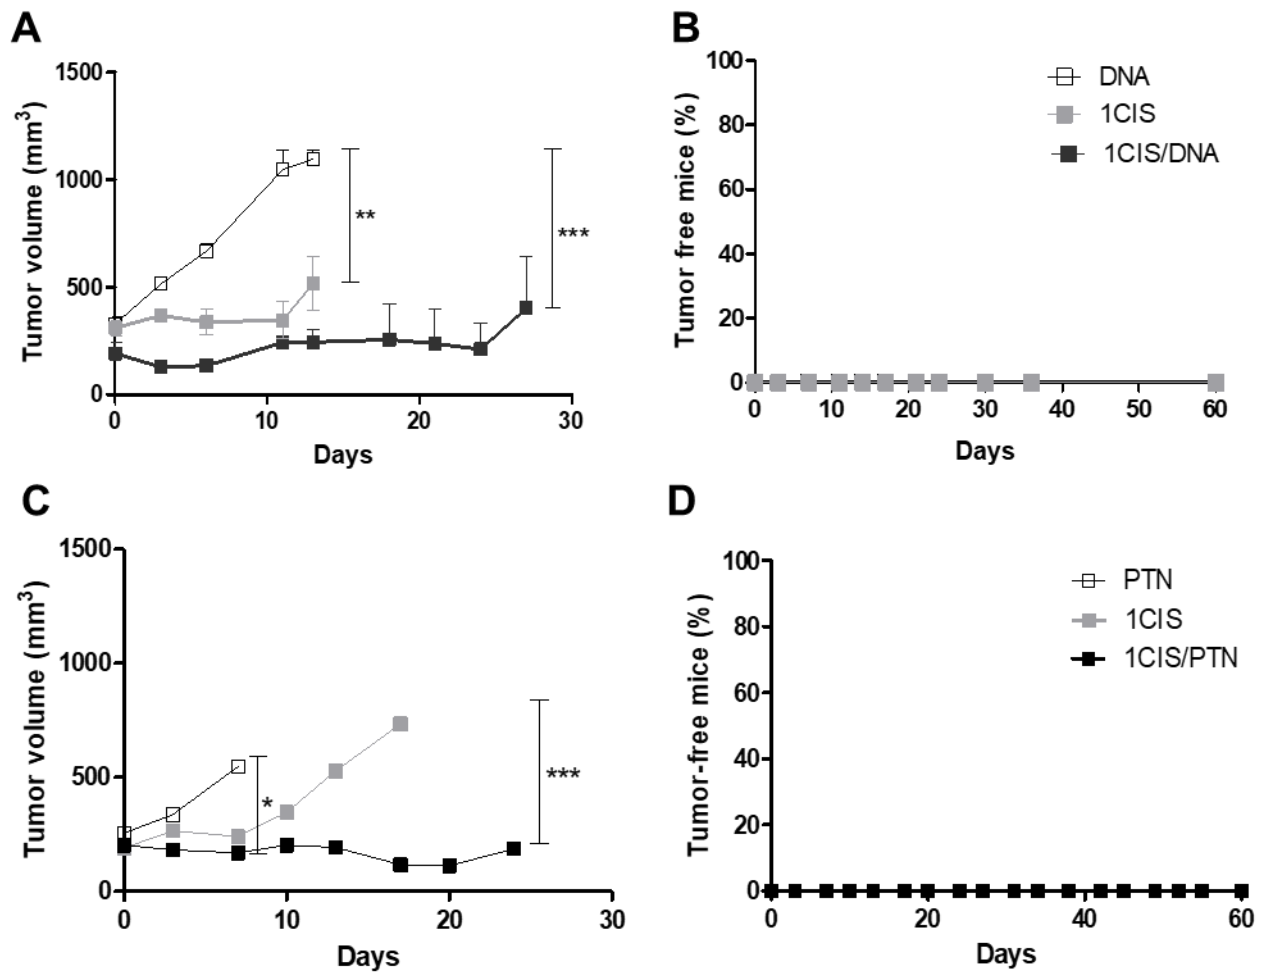 A
Tumor volume (mm³)
1500
1000
500
0
0 10 20 30
Days
**
***
B
Tumor free mice (%)
100
80
60
40
20
0
0 10 20 30 40 50 60
Days
DNA
1CIS
1CIS/DNA
C
Tumor volume (mm³)
1500
1000
500
0
0 10 20 30
Days
*
***
D
Tumor-free mice (%)
100
80
60
40
20
0
0 20 40 60
Days
PTN
1CIS
1CIS/PTN